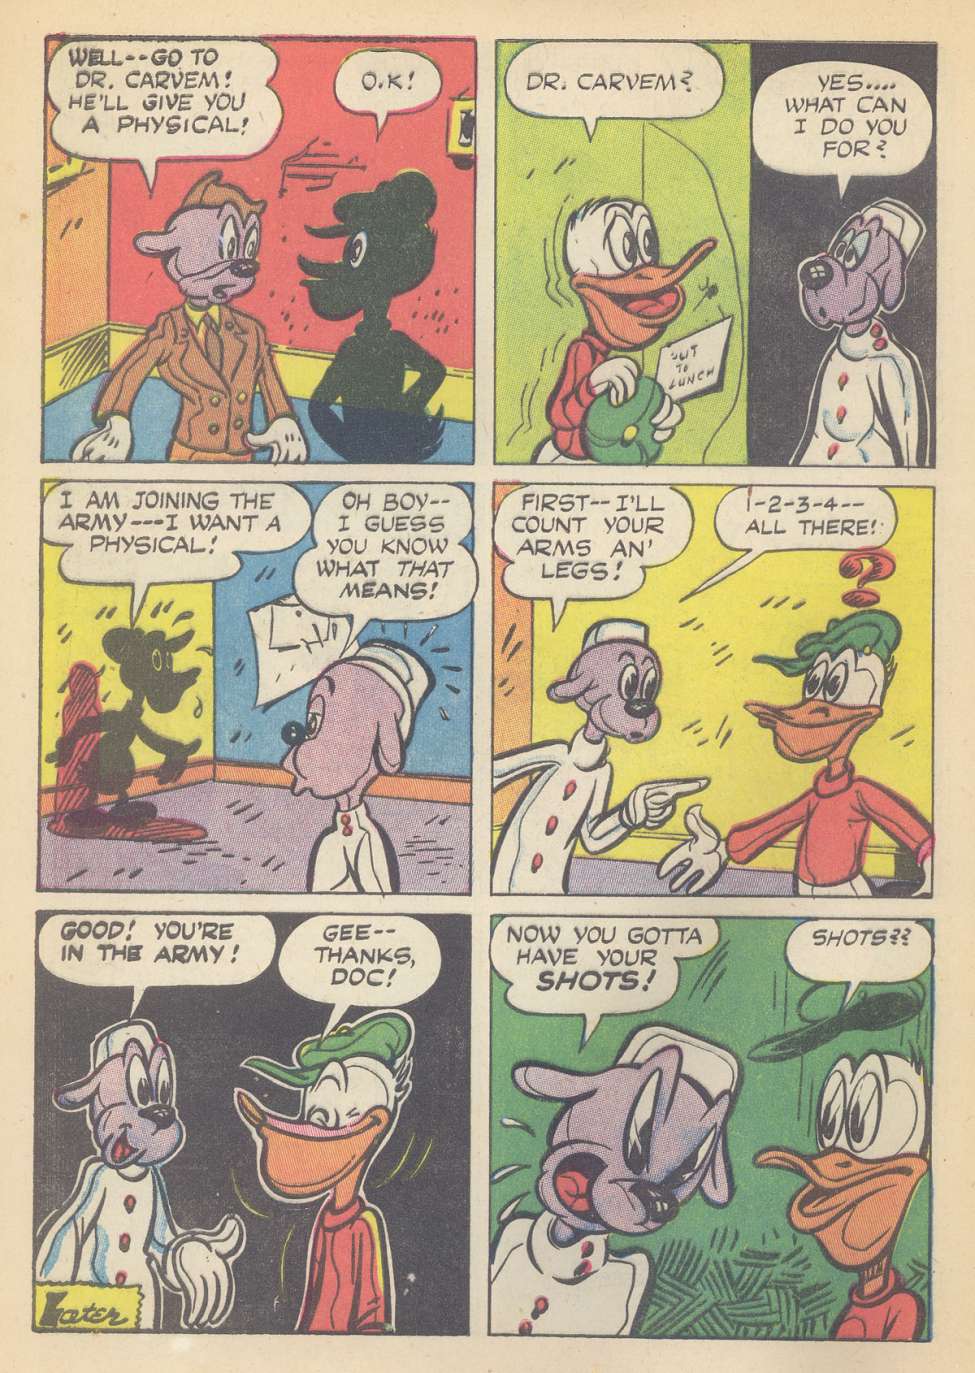 WELL--GO TO
DR. CARVEM!
HE'LL GIVE YOU
A PHYSICAL!
O.K!
DR. CARVEM?
OUT
TO
LUNCH
YES....
WHAT CAN
I DO YOU
FOR?
I AM JOINING THE
ARMY---I WANT A
PHYSICAL!
OH BOY--
I GUESS
YOU KNOW
WHAT THAT
MEANS!
FIRST--I'LL
COUNT YOUR
ARMS AN'
LEGS!
1-2-3-4--
ALL THERE!
?
GOOD! YOU'RE
IN THE ARMY!
GEE--
THANKS,
DOC!
Later
NOW YOU GOTTA
HAVE YOUR
SHOTS!
SHOTS??